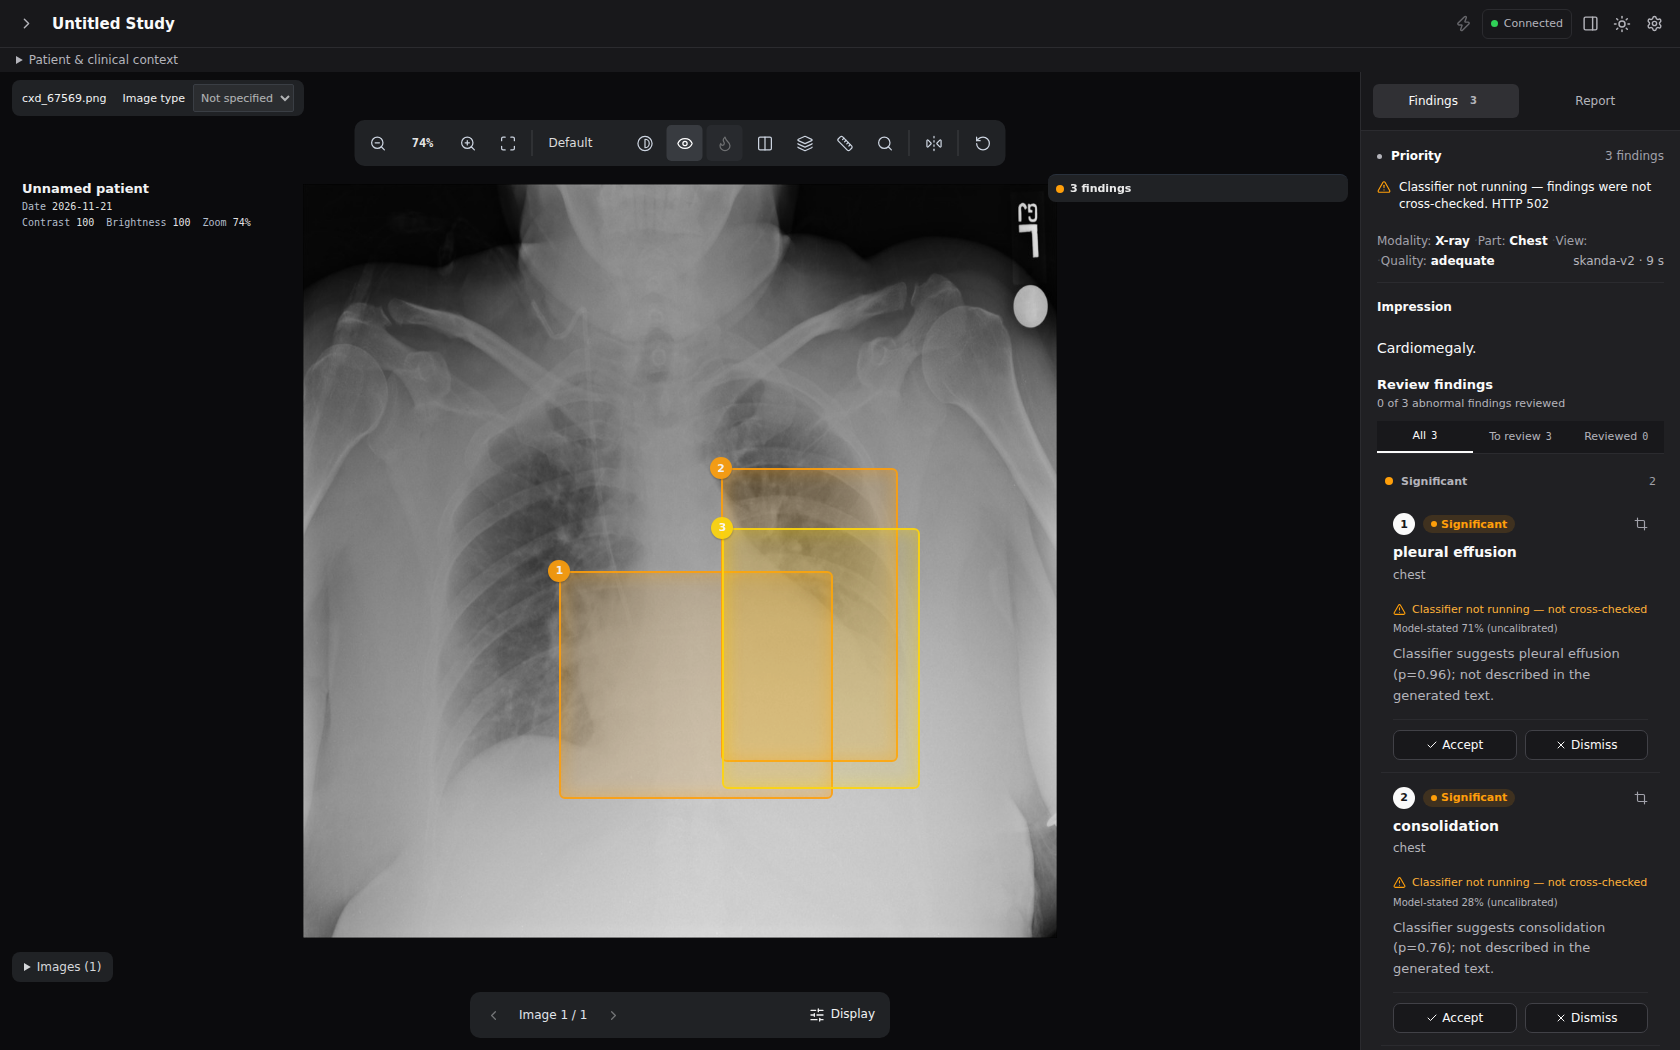 Untitled Study
Connected
Patient & clinical context
cxd_67569.png Image type Not specified
74% Default
Unnamed patient
Date 2026-11-21
Contrast 100 Brightness 100 Zoom 74%
3 findings
L
2
3
1
Images (1)
Image 1 / 1
Display
Findings 3
Report
Priority 3 findings
Classifier not running — findings were not
cross-checked. HTTP 502
Modality: X-ray Part: Chest View:
Quality: adequate skanda-v2 · 9 s
Impression
Cardiomegaly.
Review findings
0 of 3 abnormal findings reviewed
All 3 To review 3 Reviewed 0
Significant 2
1 Significant
pleural effusion
chest
Classifier not running — not cross-checked
Model-stated 71% (uncalibrated)
Classifier suggests pleural effusion
(p=0.96); not described in the
generated text.
Accept Dismiss
2 Significant
consolidation
chest
Classifier not running — not cross-checked
Model-stated 28% (uncalibrated)
Classifier suggests consolidation
(p=0.76); not described in the
generated text.
Accept Dismiss